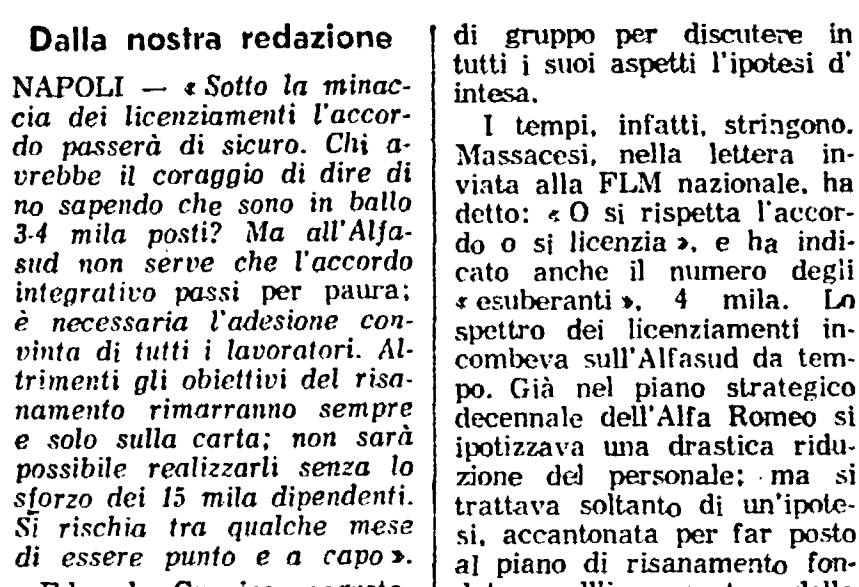 Dalla nostra redazione
NAPOLI — « Sotto la minac-
cia dei licenziamenti l'accor-
do passerà di sicuro. Chi a-
vrebbe il coraggio di dire di
no sapendo che sono in ballo
3-4 mila posti? Ma all'Alfa-
sud non serve che l'accordo
integrativo passi per paura;
è necessaria l'adesione con-
vinta di tutti i lavoratori. Al-
trimenti gli obiettivi del risa-
namento rimarranno sempre
e solo sulla carta; non sarà
possibile realizzarli senza lo
sforzo dei 15 mila dipendenti.
Si rischia tra qualche mese
di essere punto e a capo ».
di gruppo per discutere in
tutti i suoi aspetti l'ipotesi d'
intesa.
I tempi, infatti, stringono.
Massacesi, nella lettera in-
viata alla FLM nazionale, ha
detto: « O si rispetta l'accor-
do o si licenzia », e ha indi-
cato anche il numero degli
« esuberanti », 4 mila. Lo
spettro dei licenziamenti in-
combeva sull'Alfasud da tem-
po. Già nel piano strategico
decennale dell'Alfa Romeo si
ipotizzava una drastica ridu-
zione del personale; ma si
trattava soltanto di un'ipote-
si, accantonata per far posto
al piano di risanamento fon-